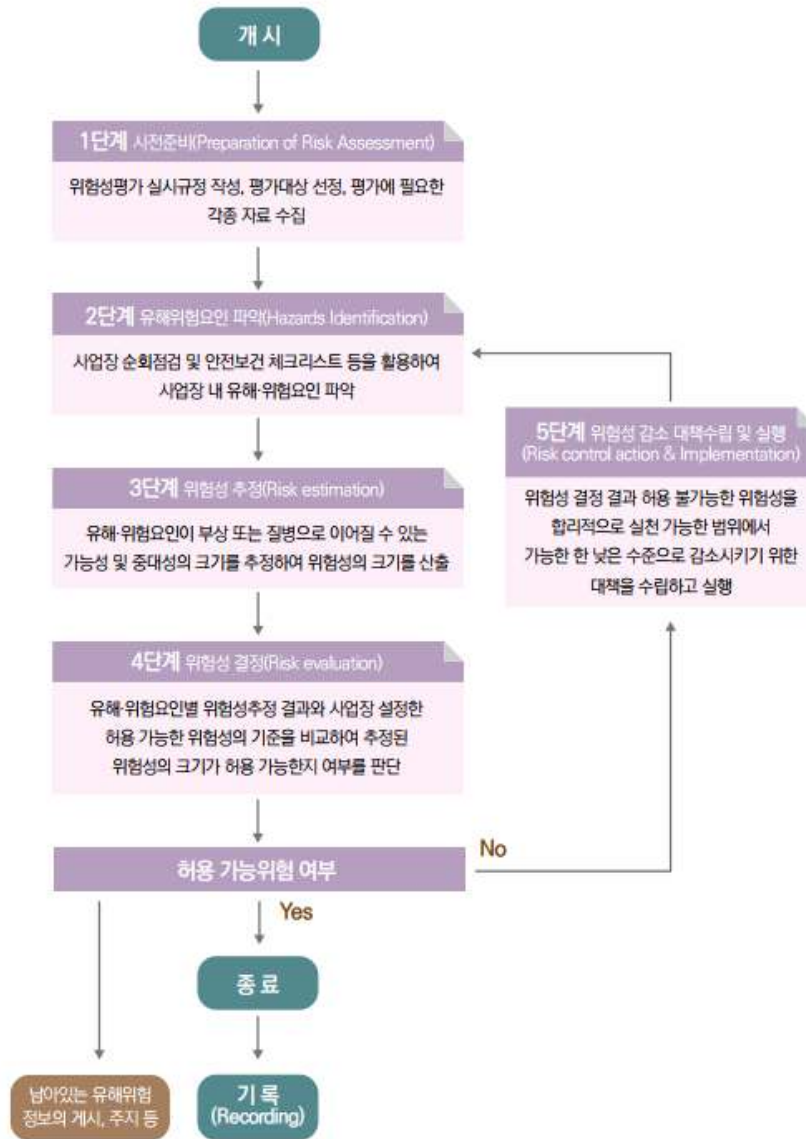 개 시
1단계 사전준비(Preparation of Risk Assessment)
위험성평가 실시규정 작성, 평가대상 선정, 평가에 필요한
각종 자료 수집
2단계 유해위험요인 파악(Hazards Identification)
사업장 순회점검 및 안전보건 체크리스트 등을 활용하여
사업장 내 유해·위험요인 파악
3단계 위험성 추정(Risk estimation)
유해·위험요인이 부상 또는 질병으로 이어질 수 있는
가능성 및 중대성의 크기를 추정하여 위험성의 크기를 산출
4단계 위험성 결정(Risk evaluation)
유해·위험요인별 위험성추정 결과와 사업장 설정한
허용 가능한 위험성의 기준을 비교하여 추정된
위험성의 크기가 허용 가능한지 여부를 판단
5단계 위험성 감소 대책수립 및 실행
(Risk control action & Implementation)
위험성 결정 결과 허용 불가능한 위험성을
합리적으로 실천 가능한 범위에서
가능한 한 낮은 수준으로 감소시키기 위한
대책을 수립하고 실행
허용 가능위험 여부
No
Yes
종 료
남아있는 유해위험
정보의 게시, 주지 등
기 록
(Recording)